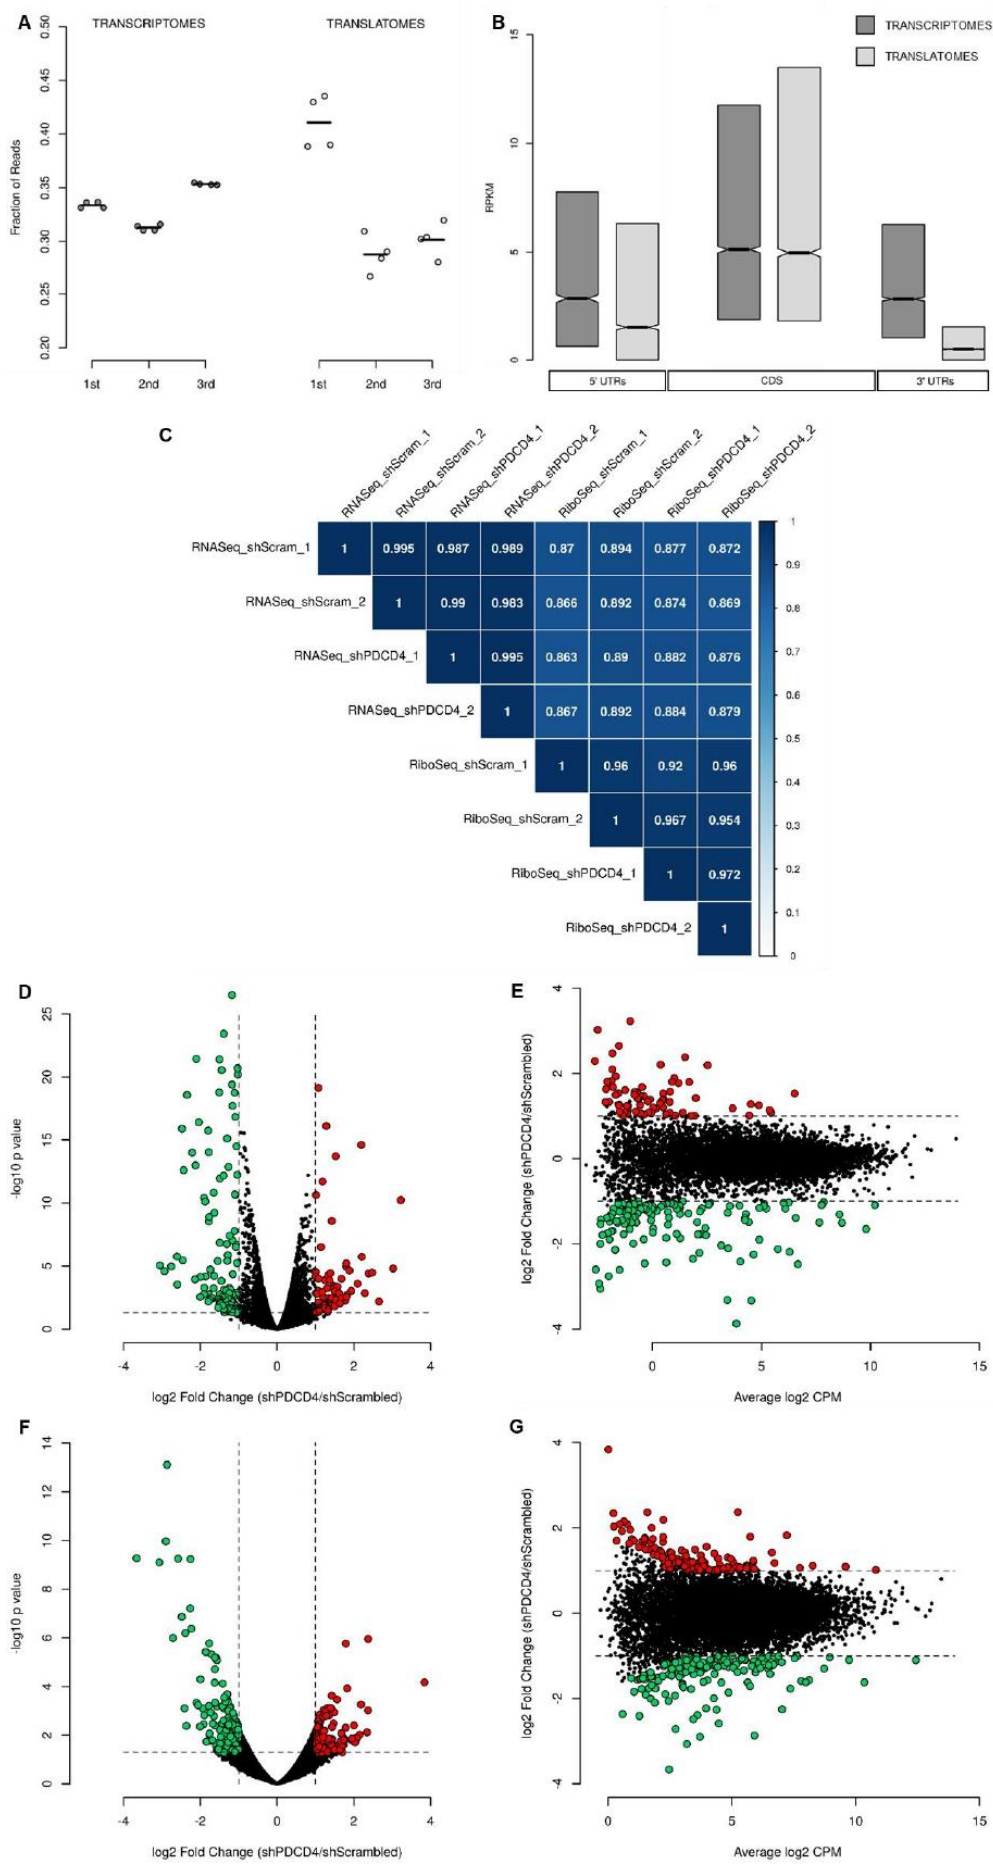 A
TRANSCRIPTOMES
TRANSLATOMES
Fraction of Reads
0.50
0.45
0.40
0.35
0.30
0.25
0.20
1st
2nd
3rd
1st
2nd
3rd
B
TRANSCRIPTOMES
TRANSLATOMES
RPKM
15
10
5
0
5' UTRs
CDS
3' UTRs
C
RNASeq_shScram_1
RNASeq_shScram_2
RNASeq_shPDCD4_1
RNASeq_shPDCD4_2
RiboSeq_shScram_1
RiboSeq_shScram_2
RiboSeq_shPDCD4_1
RiboSeq_shPDCD4_2
RNASeq_shScram_1 1 0.995 0.987 0.989 0.87 0.894 0.877 0.872
RNASeq_shScram_2 1 0.99 0.983 0.866 0.892 0.874 0.869
RNASeq_shPDCD4_1 1 0.995 0.863 0.89 0.882 0.876
RNASeq_shPDCD4_2 1 0.867 0.892 0.884 0.879
RiboSeq_shScram_1 1 0.96 0.92 0.96
RiboSeq_shScram_2 1 0.967 0.954
RiboSeq_shPDCD4_1 1 0.972
RiboSeq_shPDCD4_2 1
1
0.9
0.8
0.7
0.6
0.5
0.4
0.3
0.2
0.1
0
D
-log10 p value
25
20
15
10
5
0
-4 -2 0 2 4
log2 Fold Change (shPDCD4/shScrambled)
E
log2 Fold Change (shPDCD4/shScrambled)
4
2
0
-2
-4
0 5 10 15
Average log2 CPM
F
-log10 p value
14
12
10
8
6
4
2
0
-4 -2 0 2 4
log2 Fold Change (shPDCD4/shScrambled)
G
log2 Fold Change (shPDCD4/shScrambled)
4
2
0
-2
-4
0 5 10 15
Average log2 CPM